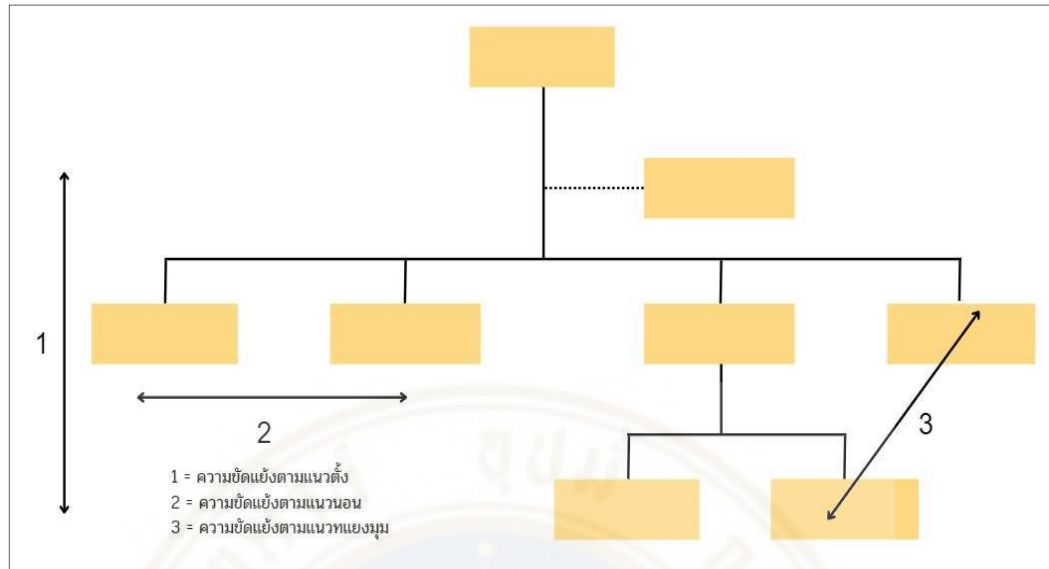 1
2
3
1 = ความขัดแย้งตามแนวตั้ง
2 = ความขัดแย้งตามแนวนอน
3 = ความขัดแย้งตามแนวทแยงมุม